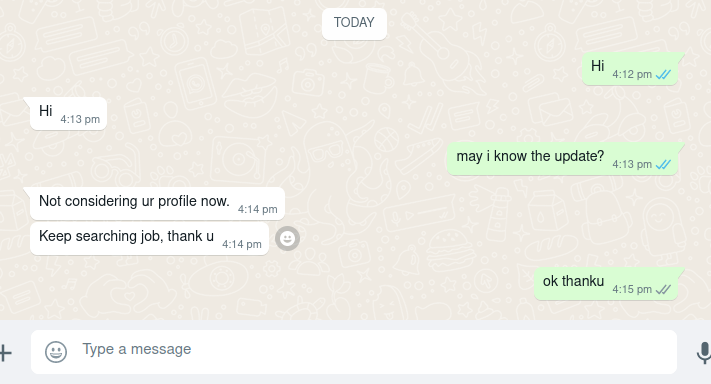 TODAY
Hi 4:12 pm
Hi 4:13 pm
may i know the update? 4:13 pm
Not considering ur profile now. 4:14 pm
Keep searching job, thank u 4:14 pm
ok thanku 4:15 pm
Type a message